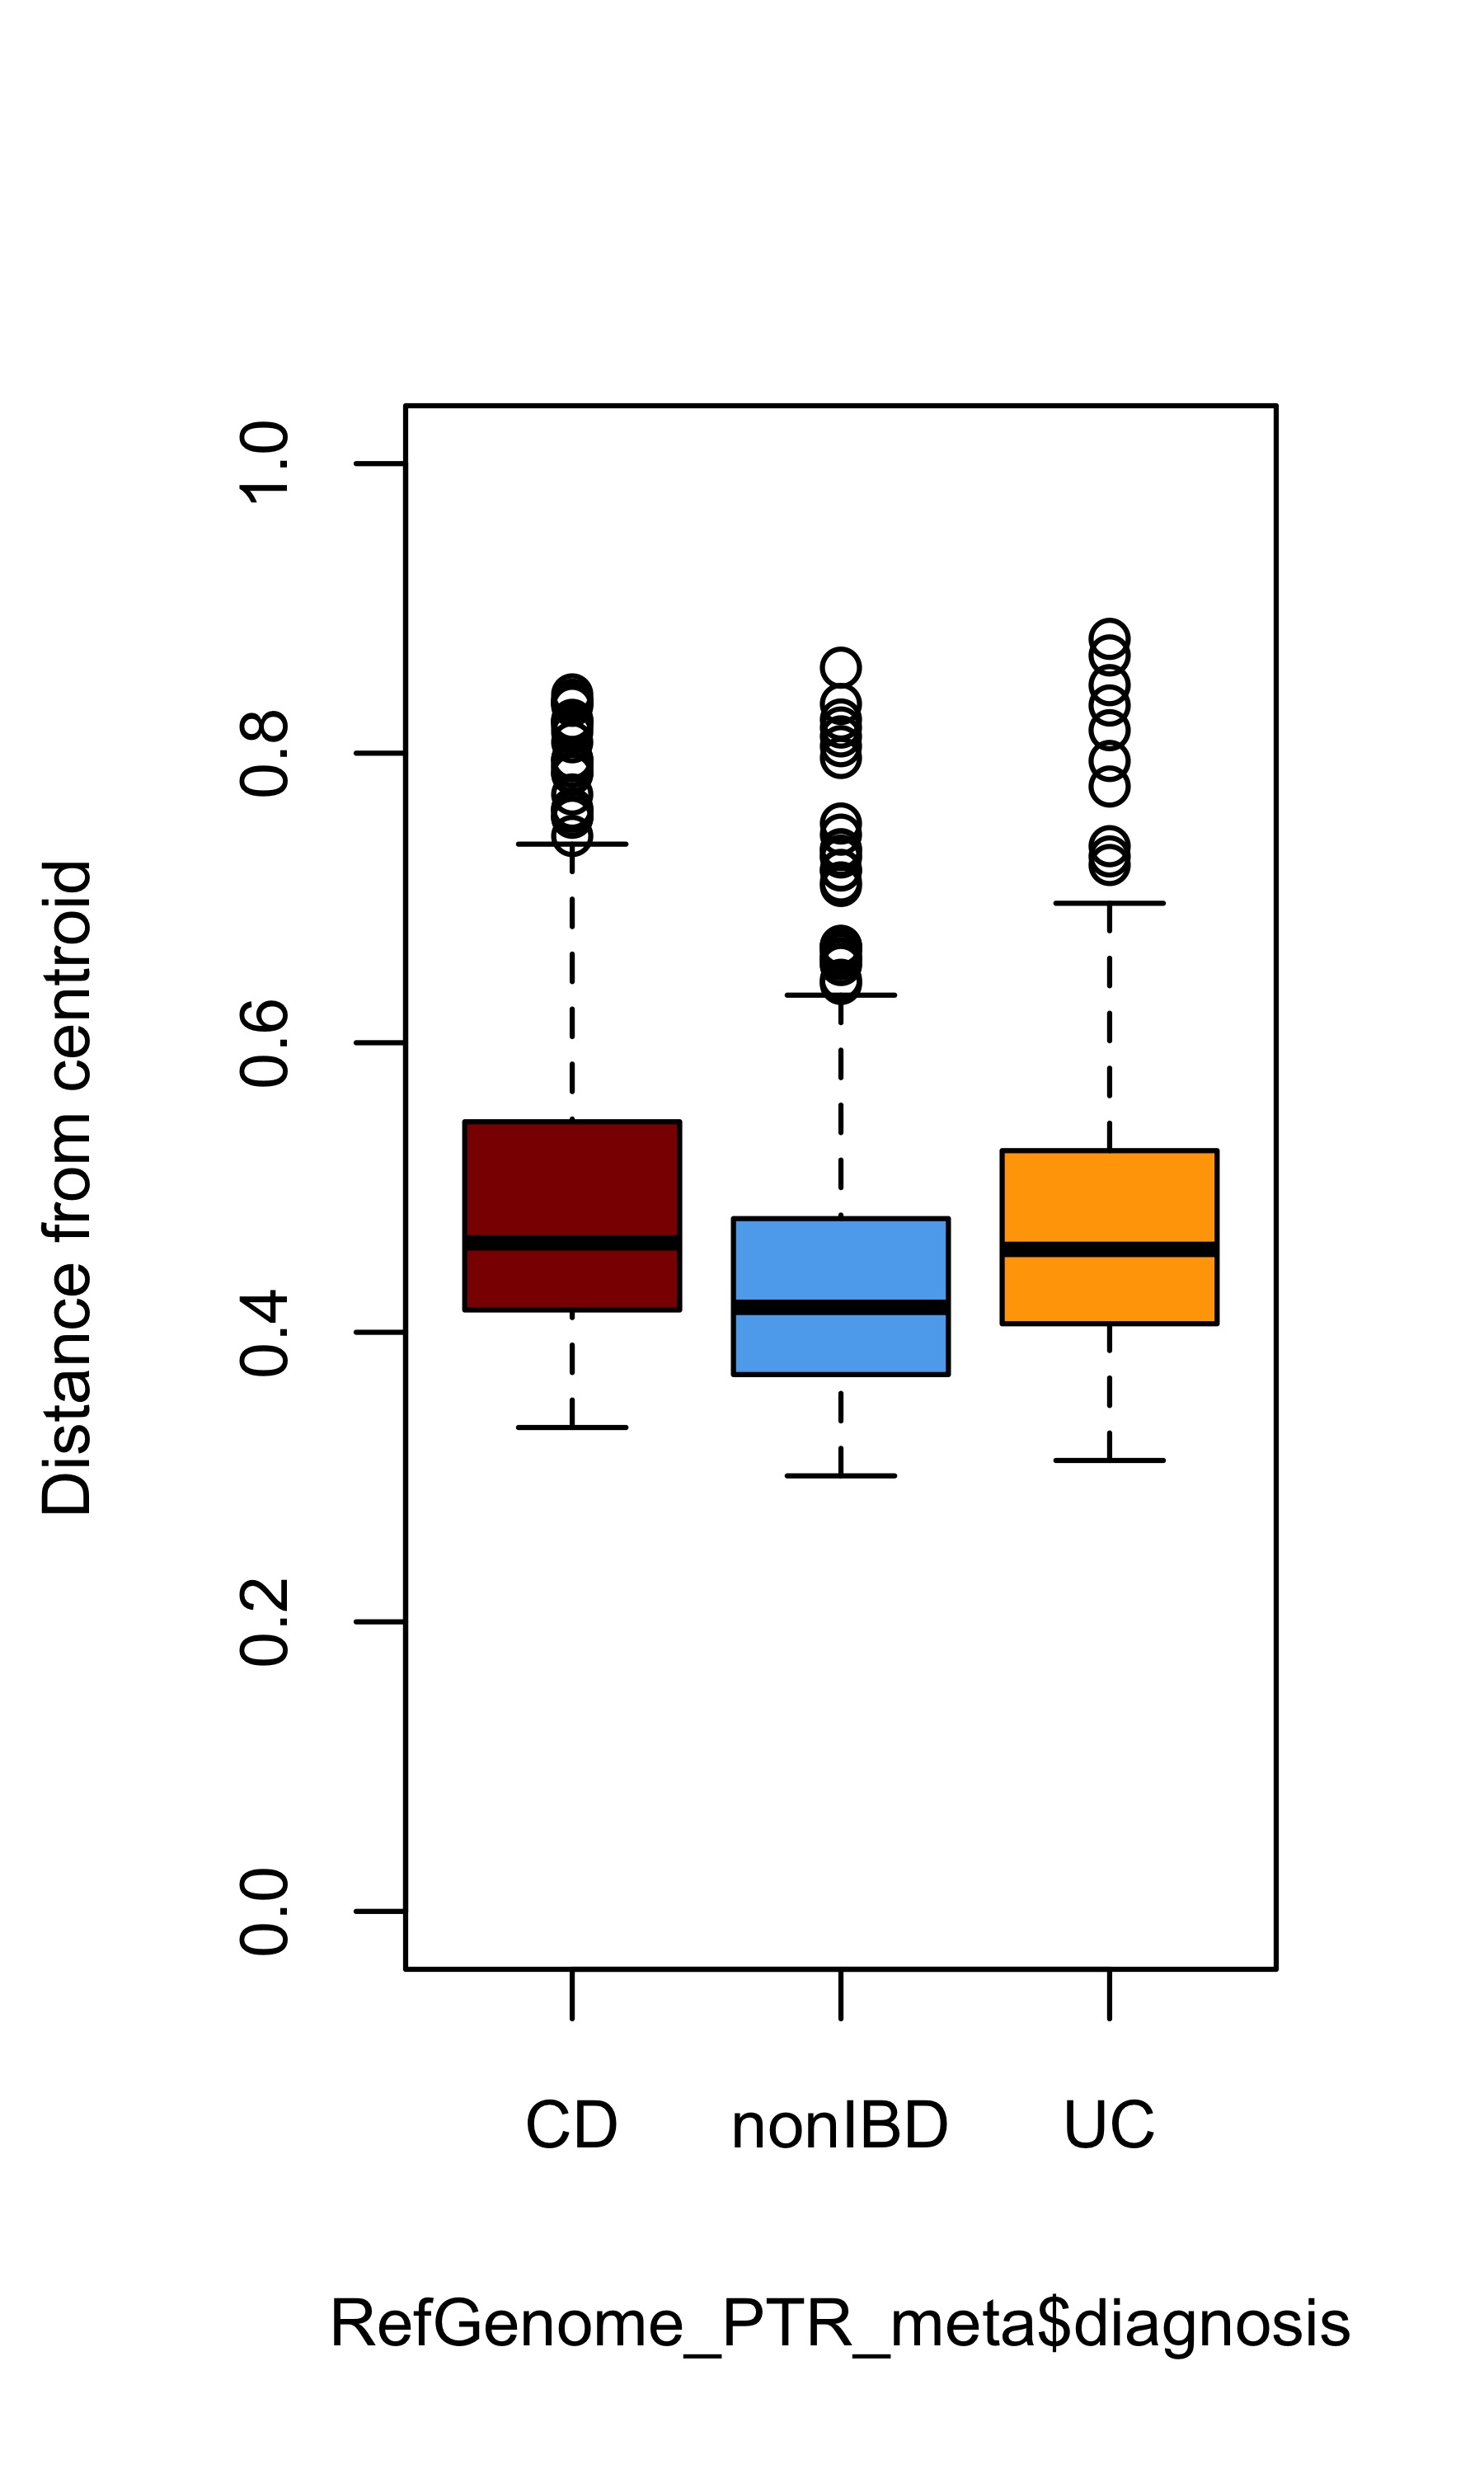 Distance from centroid
1.0
0.8
0.6
0.4
0.2
0.0
CD nonIBD UC
RefGenome_PTR_meta$diagnosis